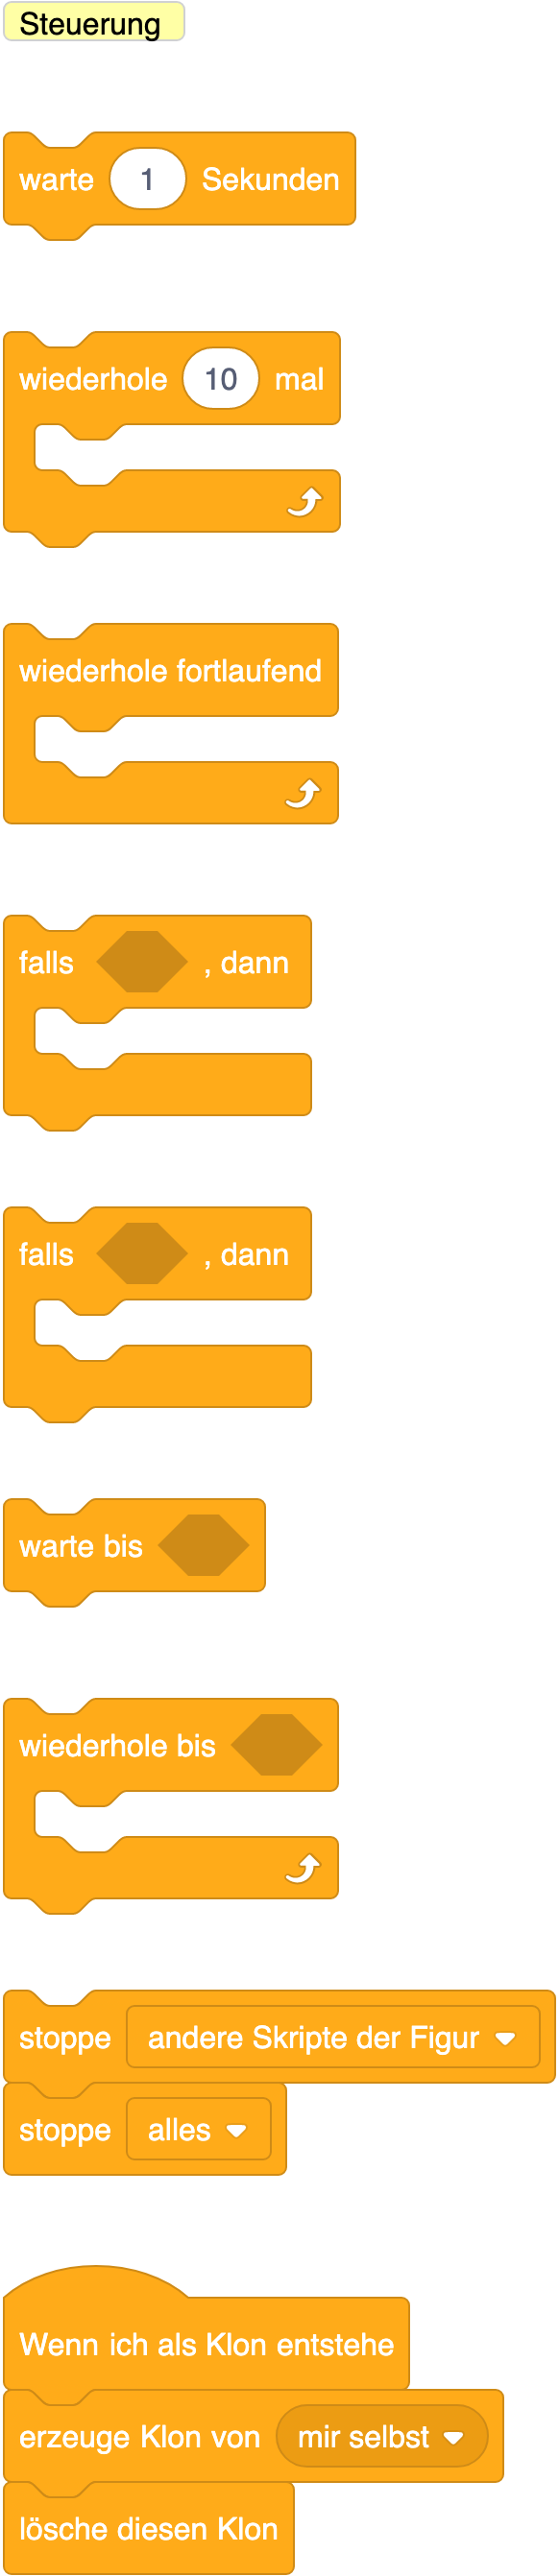 Steuerung
warte 1 Sekunden
wiederhole 10 mal
wiederhole fortlaufend
falls , dann
falls , dann
warte bis
wiederhole bis
stoppe andere Skripte der Figur
stoppe alles
Wenn ich als Klon entstehe
erzeuge Klon von mir selbst
lösche diesen Klon